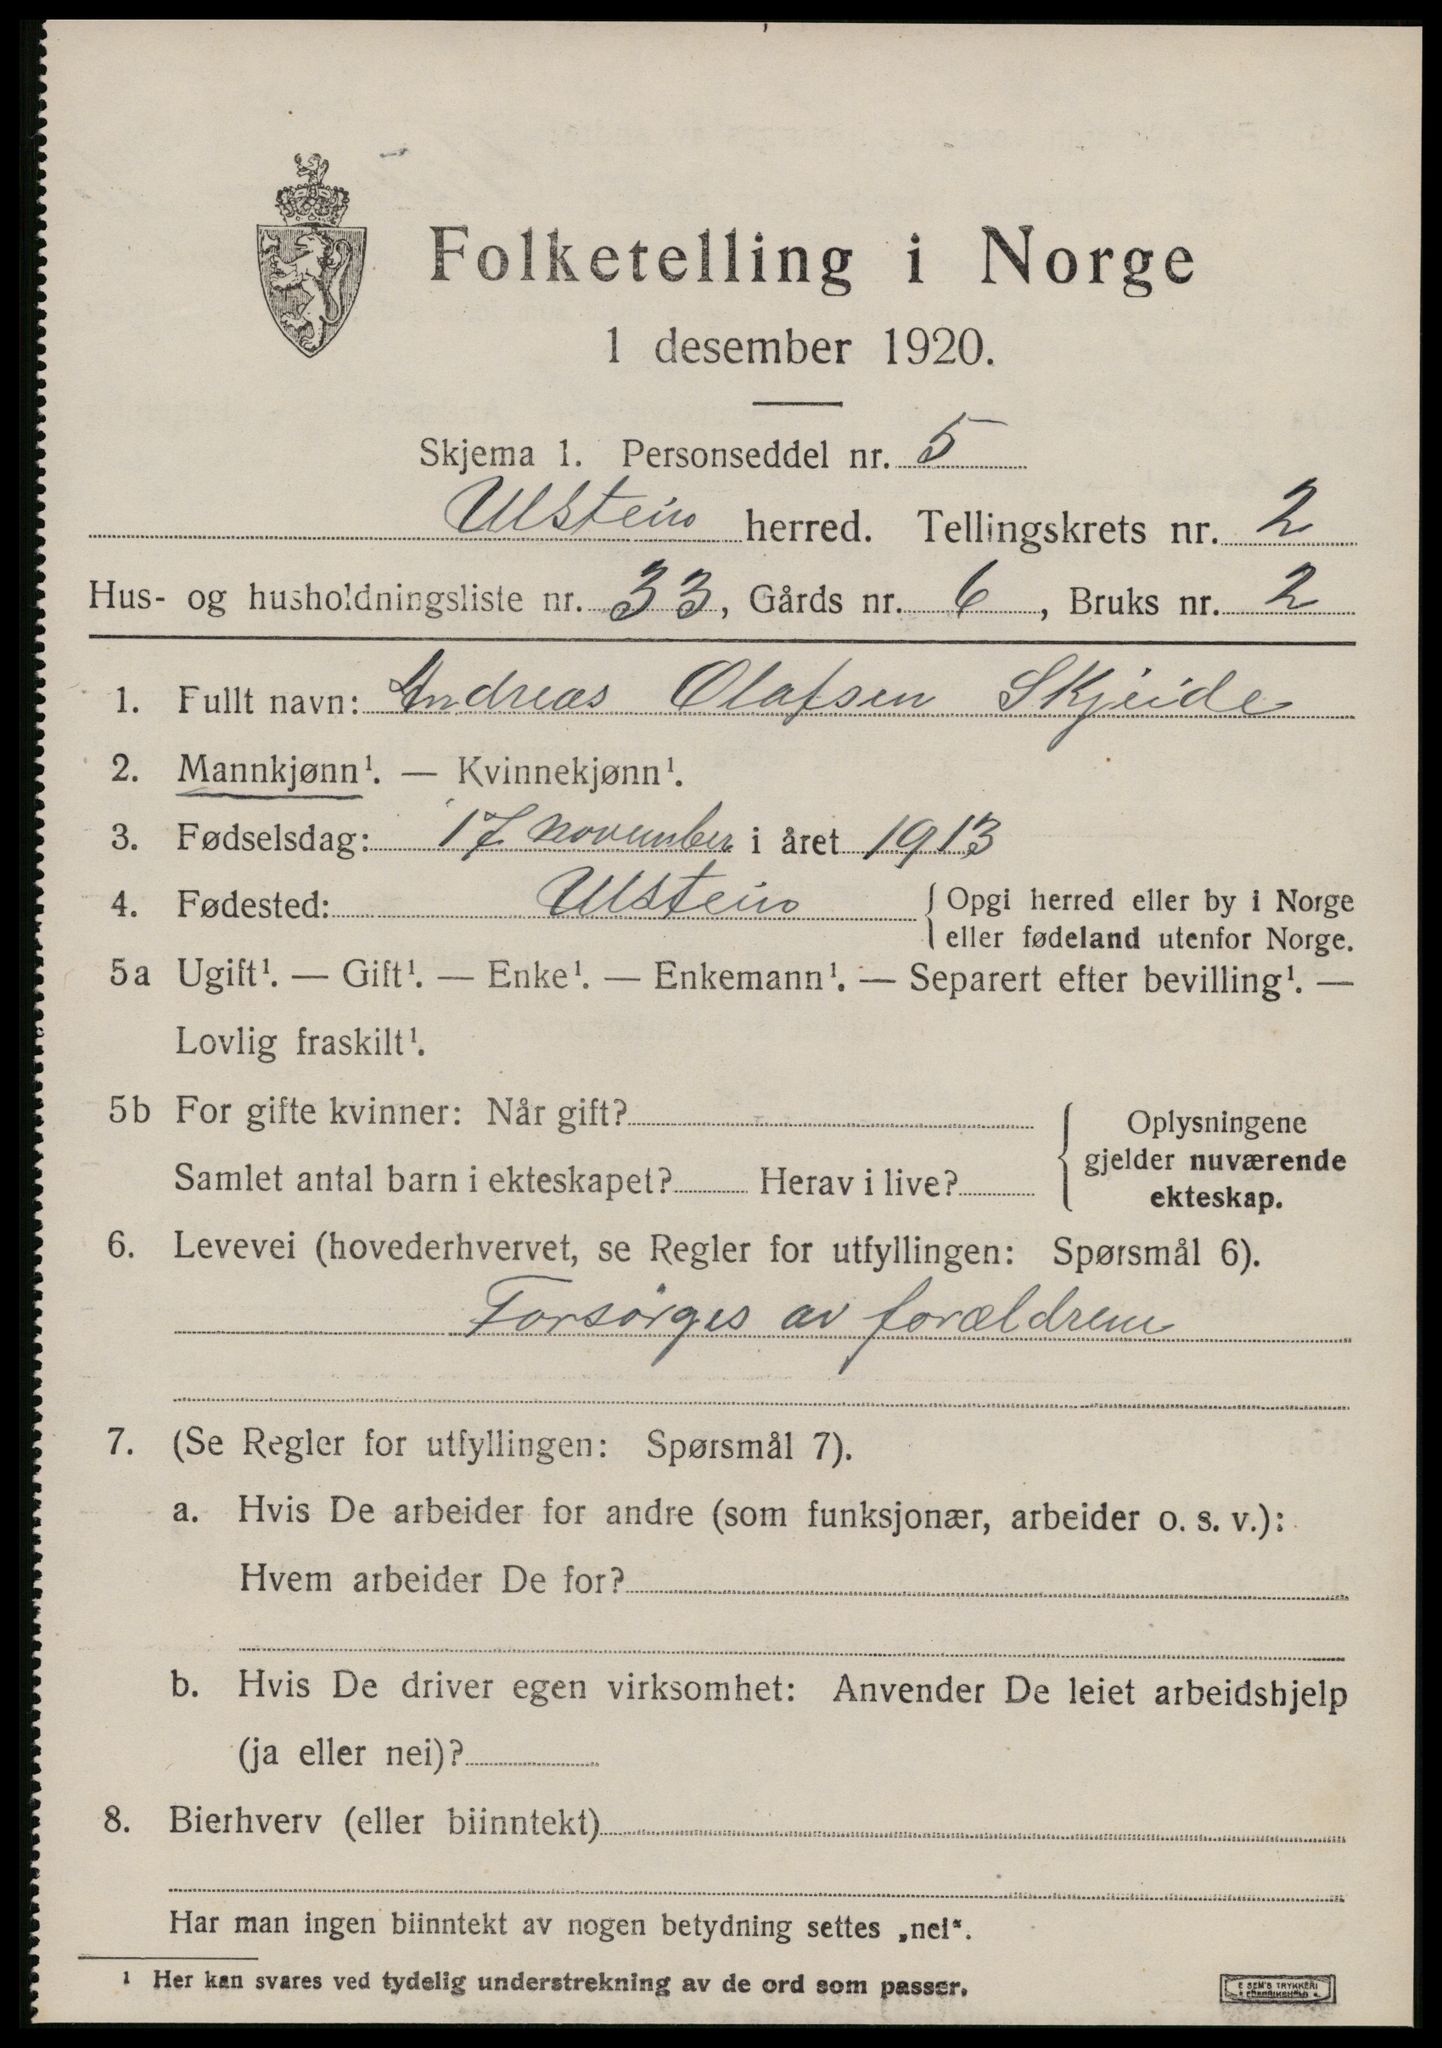 Folketelling i Norge
1 desember 1920.
Skjema 1. Personseddel nr. 5
Ulstein herred. Tellingskrets nr. 2
Hus- og husholdningsliste nr. 33, Gårds nr. 6, Bruks nr. 2
1. Fullt navn: Andreas Olafsen Skjeide
2. Mannkjønn¹. — Kvinnekjønn¹.
3. Fødselsdag: 17 november i året 1913
4. Fødested: Ulstein { Opgi herred eller by i Norge
eller fødeland utenfor Norge.
5a Ugift¹. — Gift¹. — Enke¹. — Enkemann¹. — Separert efter bevilling¹. —
Lovlig fraskilt¹.
5b For gifte kvinner: Når gift?
Samlet antal barn i ekteskapet? Herav i live?
{ Oplysningene
gjelder nuværende
ekteskap.
6. Levevei (hovederhvervet, se Regler for utfyllingen: Spørsmål 6).
Forsörges av forældrene
7. (Se Regler for utfyllingen: Spørsmål 7).
a. Hvis De arbeider for andre (som funksjonær, arbeider o. s. v.):
Hvem arbeider De for?
b. Hvis De driver egen virksomhet: Anvender De leiet arbeidshjelp
(ja eller nei)?
8. Bierhverv (eller biinntekt)
Har man ingen biinntekt av nogen betydning settes „nei“.
¹ Her kan svares ved tydelig understrekning av de ord som passer.
E SEM'S TRYKKERI
FREDRIKSHALD